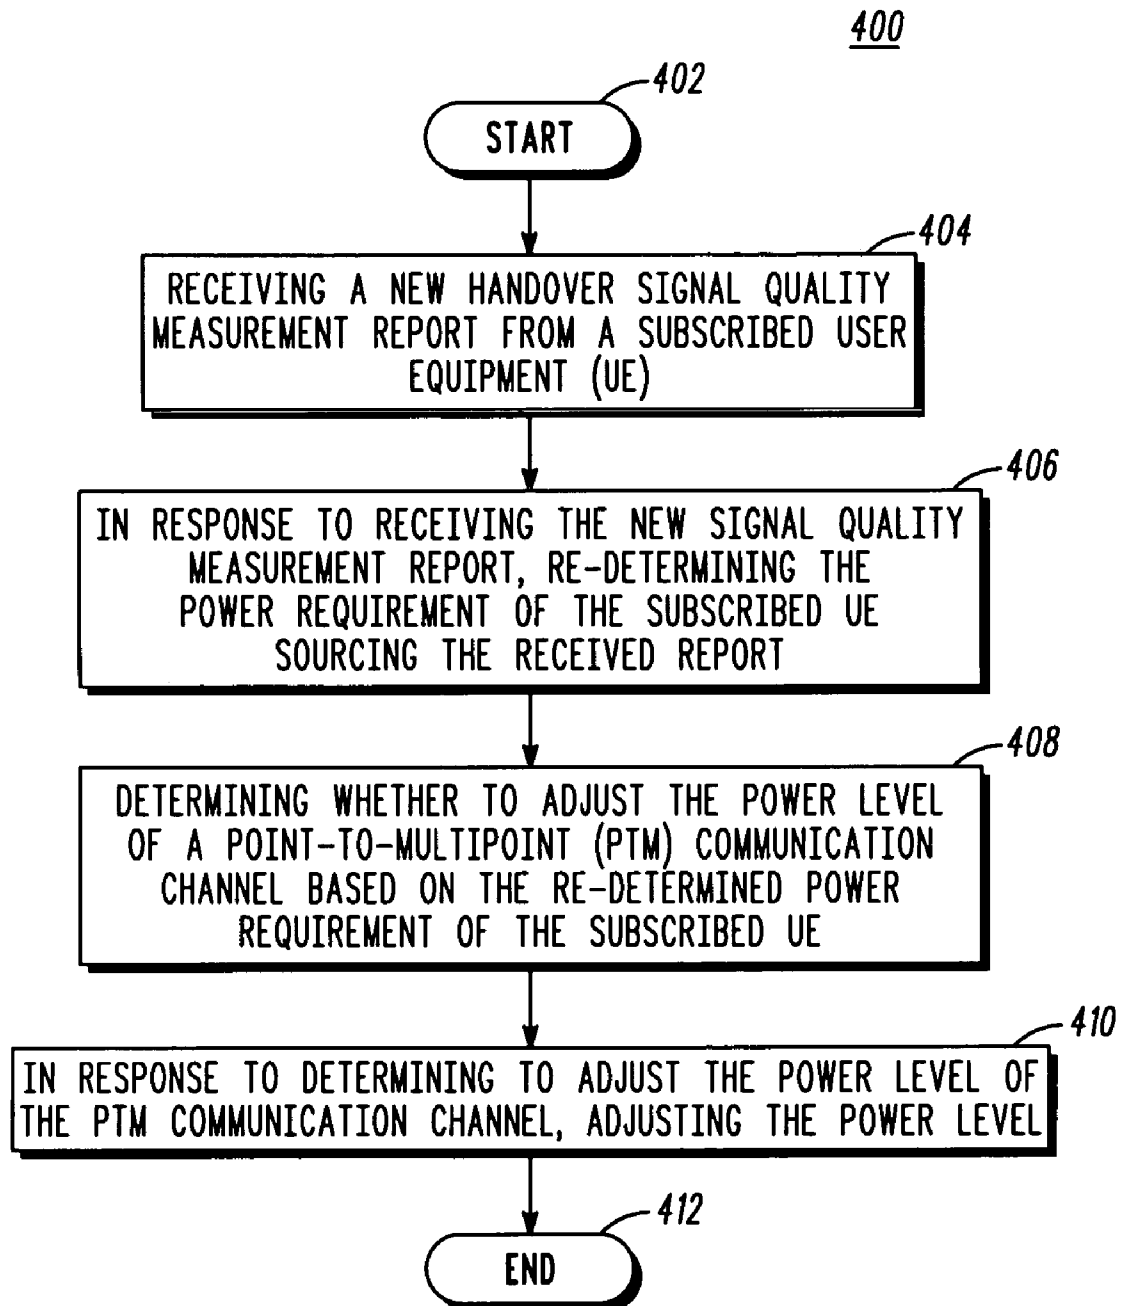 400
402
START
404
RECEIVING A NEW HANDOVER SIGNAL QUALITY
MEASUREMENT REPORT FROM A SUBSCRIBED USER
EQUIPMENT (UE)
406
IN RESPONSE TO RECEIVING THE NEW SIGNAL QUALITY
MEASUREMENT REPORT, RE-DETERMINING THE
POWER REQUIREMENT OF THE SUBSCRIBED UE
SOURCING THE RECEIVED REPORT
408
DETERMINING WHETHER TO ADJUST THE POWER LEVEL
OF A POINT-TO-MULTIPOINT (PTM) COMMUNICATION
CHANNEL BASED ON THE RE-DETERMINED POWER
REQUIREMENT OF THE SUBSCRIBED UE
410
IN RESPONSE TO DETERMINING TO ADJUST THE POWER LEVEL OF
THE PTM COMMUNICATION CHANNEL, ADJUSTING THE POWER LEVEL
412
END